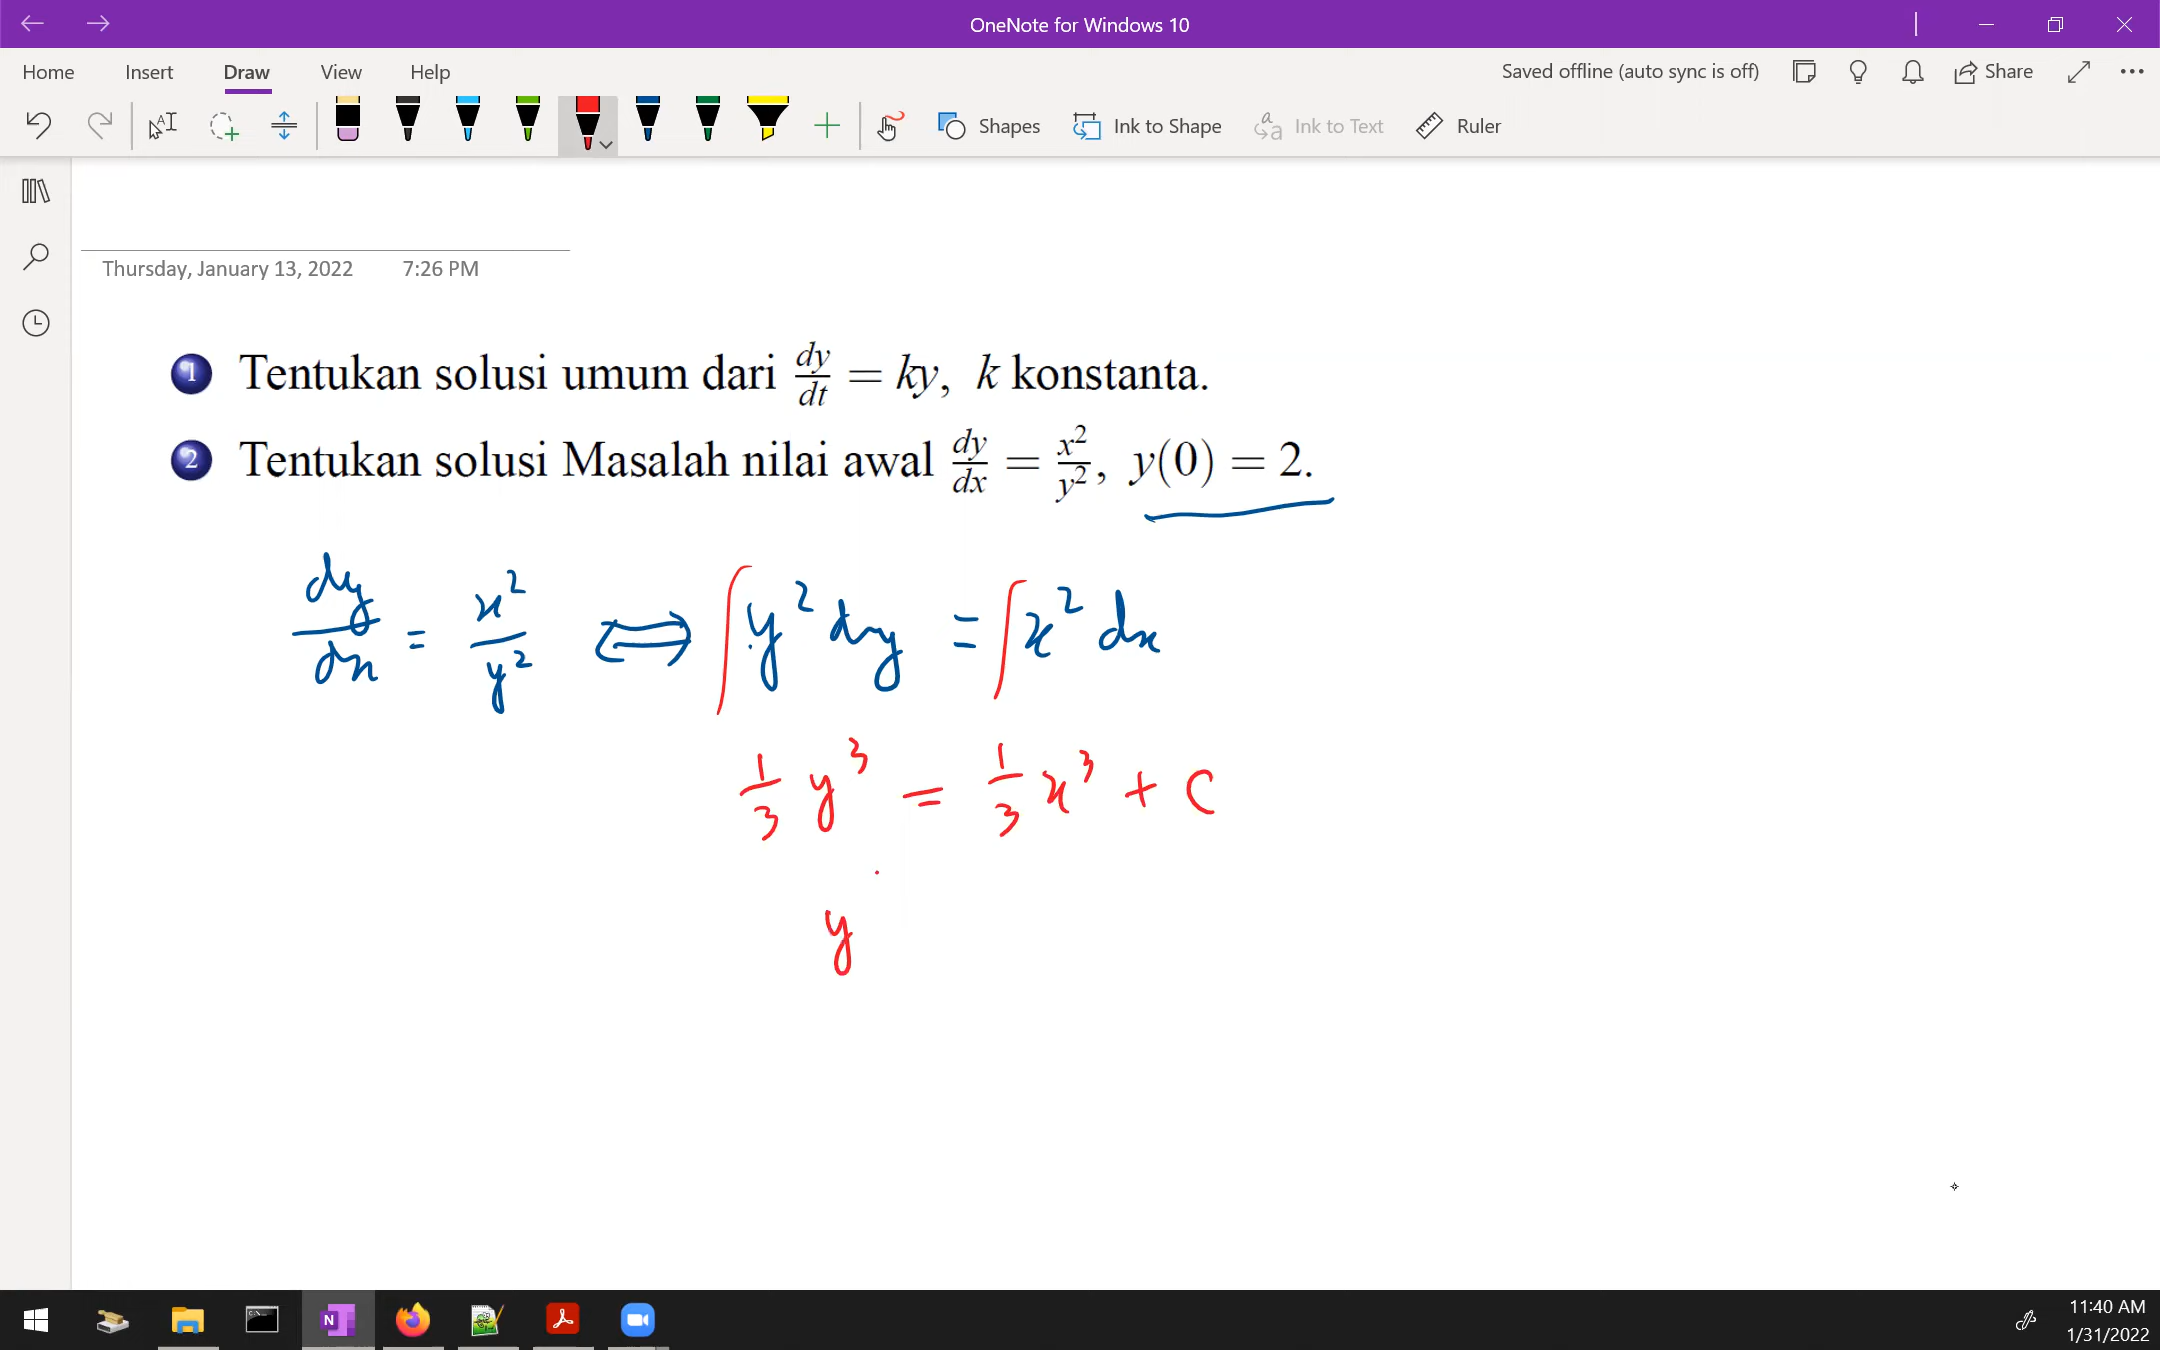 OneNote for Windows 10
Home Insert Draw View Help Saved offline (auto sync is off) Share
Shapes Ink to Shape Ink to Text Ruler
Thursday, January 13, 2022 7:26 PM
1 Tentukan solusi umum dari dy/dt = ky, k konstanta.
2 Tentukan solusi Masalah nilai awal dy/dx = x²/y², y(0) = 2.
dy/dx = x²/y² ⟺ ∫ y² dy = ∫ x² dx
1/3 y³ = 1/3 x³ + C
y
11:40 AM
1/31/2022